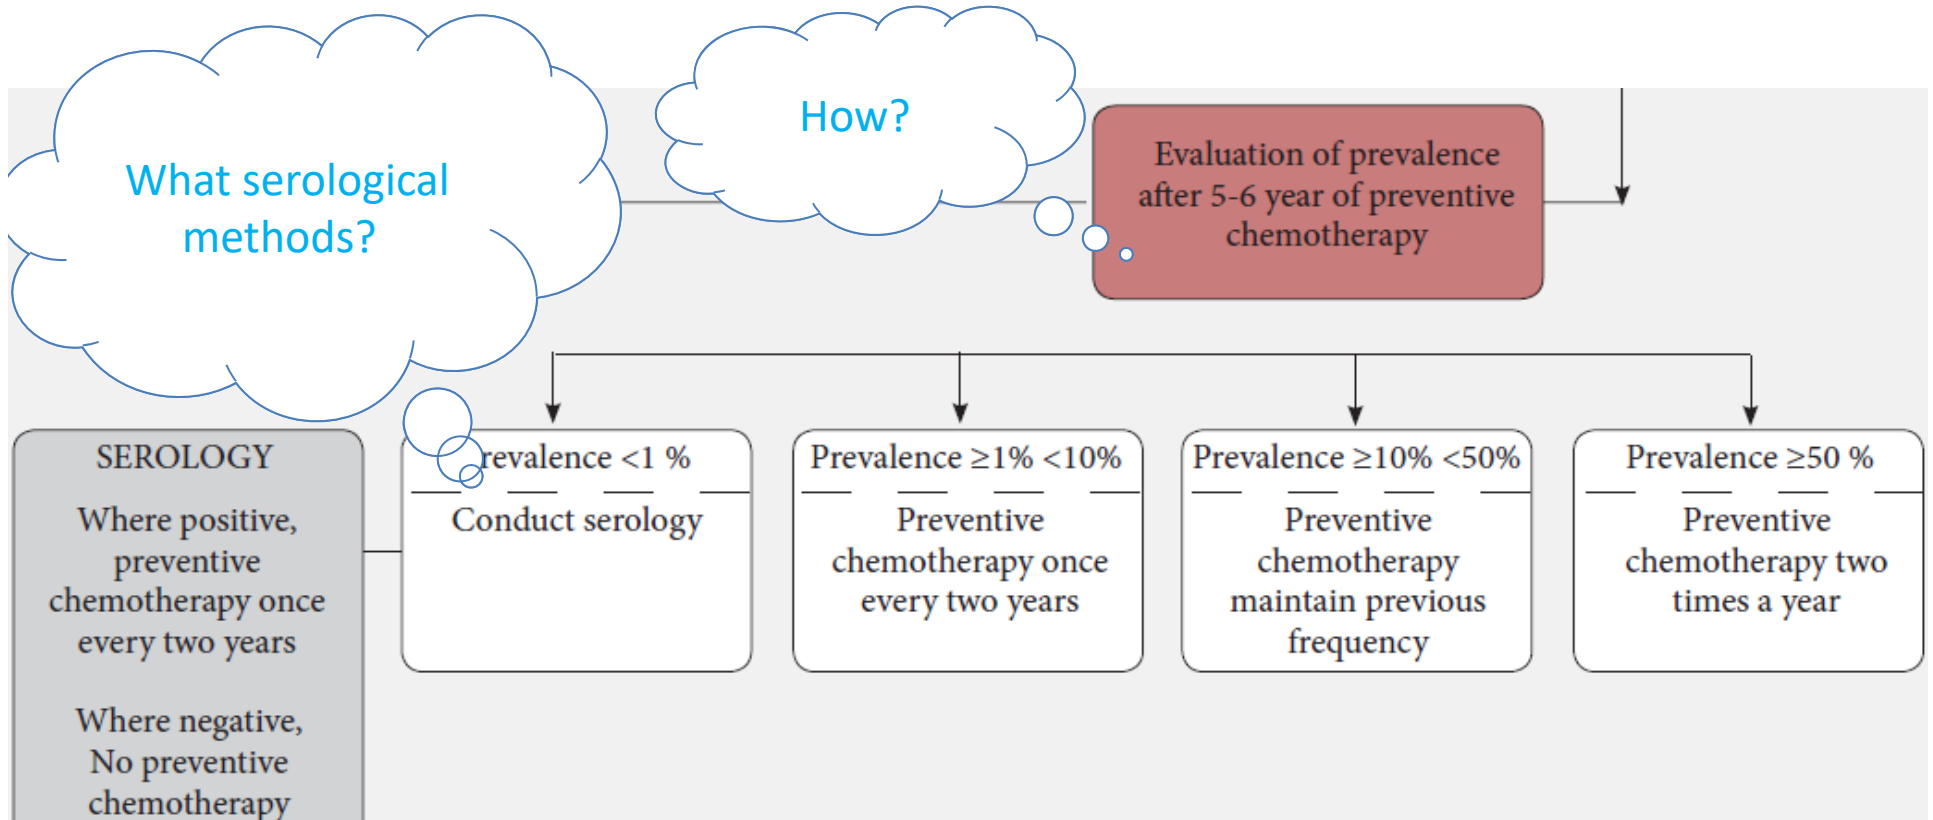 What serological
methods?
How?
Evaluation of prevalence
after 5-6 year of preventive
chemotherapy
SEROLOGY
Where positive,
preventive
chemotherapy once
every two years
Where negative,
No preventive
chemotherapy
revalence <1 %
Conduct serology
Prevalence ≥1% <10%
Preventive
chemotherapy once
every two years
Prevalence ≥10% <50%
Preventive
chemotherapy
maintain previous
frequency
Prevalence ≥50 %
Preventive
chemotherapy two
times a year